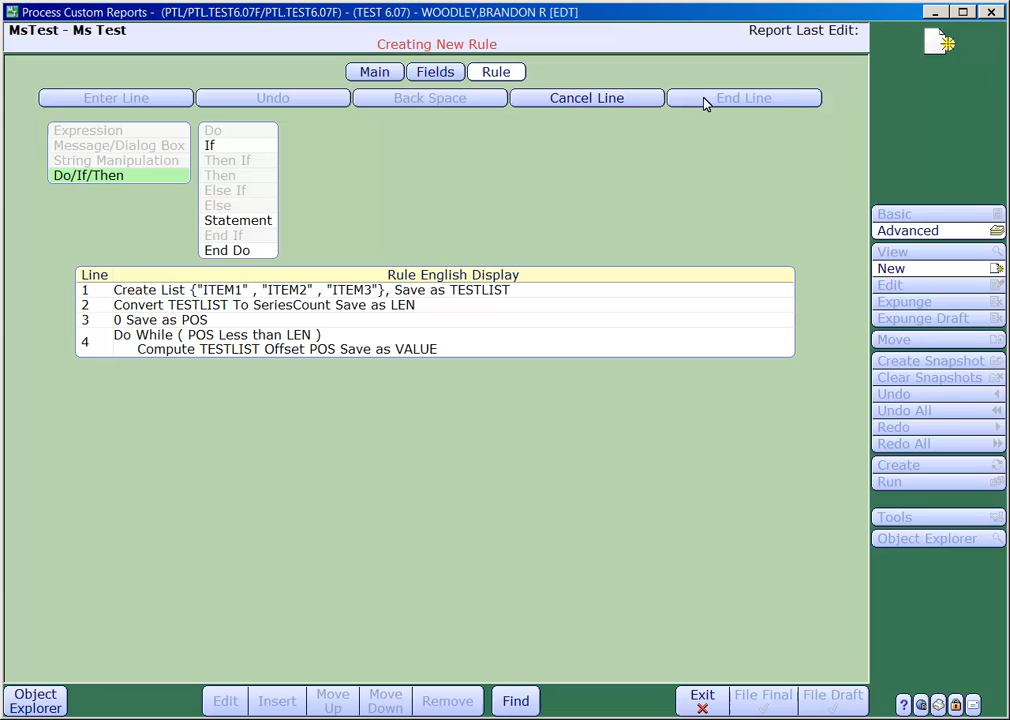 Process Custom Reports - (PTL/PTL.TEST6.07F/PTL.TEST6.07F) - (TEST 6.07) - WOODLEY,BRANDON R [EDT]
MsTest - Ms Test
Report Last Edit:
Creating New Rule
Main
Fields
Rule
Enter Line
Undo
Back Space
Cancel Line
End Line
Expression
Message/Dialog Box
String Manipulation
Do/If/Then
Do
If
Then If
Then
Else If
Else
Statement
End If
End Do
Line Rule English Display
1 Create List {"ITEM1" , "ITEM2" , "ITEM3"}, Save as TESTLIST
2 Convert TESTLIST To SeriesCount Save as LEN
3 0 Save as POS
4 Do While ( POS Less than LEN )
Compute TESTLIST Offset POS Save as VALUE
Basic
Advanced
View
New
Edit
Expunge
Expunge Draft
Move
Create Snapshot
Clear Snapshots
Undo
Undo All
Redo
Redo All
Create
Run
Tools
Object Explorer
Object Explorer
Edit
Insert
Move Up
Move Down
Remove
Find
Exit
File Final
File Draft
?